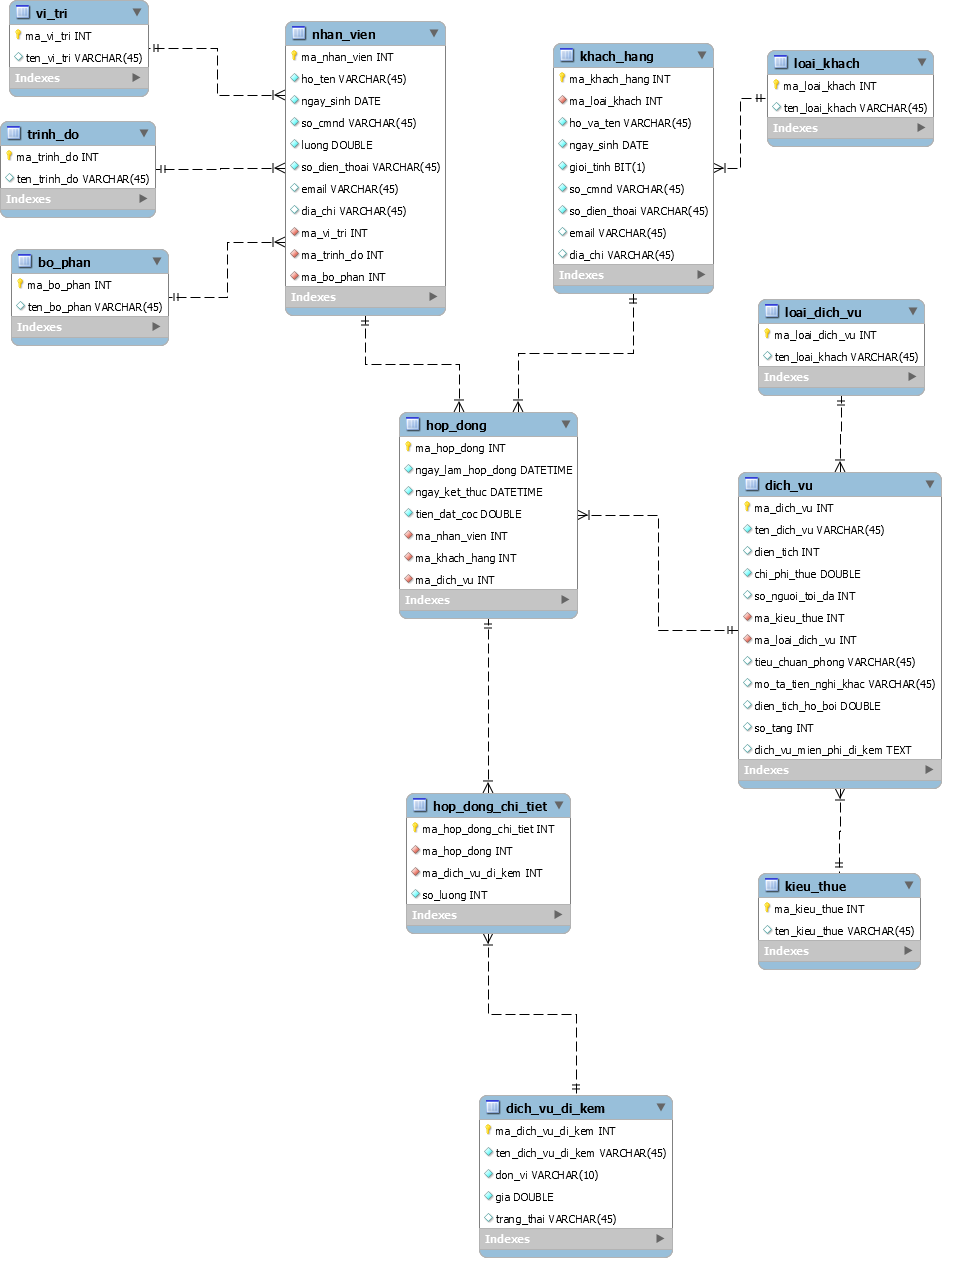 vi_tri
ma_vi_tri INT
ten_vi_tri VARCHAR(45)
Indexes
trinh_do
ma_trinh_do INT
ten_trinh_do VARCHAR(45)
Indexes
bo_phan
ma_bo_phan INT
ten_bo_phan VARCHAR(45)
Indexes
nhan_vien
ma_nhan_vien INT
ho_ten VARCHAR(45)
ngay_sinh DATE
so_cmnd VARCHAR(45)
luong DOUBLE
so_dien_thoai VARCHAR(45)
email VARCHAR(45)
dia_chi VARCHAR(45)
ma_vi_tri INT
ma_trinh_do INT
ma_bo_phan INT
Indexes
khach_hang
ma_khach_hang INT
ma_loai_khach INT
ho_va_ten VARCHAR(45)
ngay_sinh DATE
gioi_tinh BIT(1)
so_cmnd VARCHAR(45)
so_dien_thoai VARCHAR(45)
email VARCHAR(45)
dia_chi VARCHAR(45)
Indexes
loai_khach
ma_loai_khach INT
ten_loai_khach VARCHAR(45)
Indexes
loai_dich_vu
ma_loai_dich_vu INT
ten_loai_khach VARCHAR(45)
Indexes
hop_dong
ma_hop_dong INT
ngay_lam_hop_dong DATETIME
ngay_ket_thuc DATETIME
tien_dat_coc DOUBLE
ma_nhan_vien INT
ma_khach_hang INT
ma_dich_vu INT
Indexes
dich_vu
ma_dich_vu INT
ten_dich_vu VARCHAR(45)
dien_tich INT
chi_phi_thue DOUBLE
so_nguoi_toi_da INT
ma_kieu_thue INT
ma_loai_dich_vu INT
tieu_chuan_phong VARCHAR(45)
mo_ta_tien_nghi_khac VARCHAR(45)
dien_tich_ho_boi DOUBLE
so_tang INT
dich_vu_mien_phi_di_kem TEXT
Indexes
hop_dong_chi_tiet
ma_hop_dong_chi_tiet INT
ma_hop_dong INT
ma_dich_vu_di_kem INT
so_luong INT
Indexes
kieu_thue
ma_kieu_thue INT
ten_kieu_thue VARCHAR(45)
Indexes
dich_vu_di_kem
ma_dich_vu_di_kem INT
ten_dich_vu_di_kem VARCHAR(45)
don_vi VARCHAR(10)
gia DOUBLE
trang_thai VARCHAR(45)
Indexes